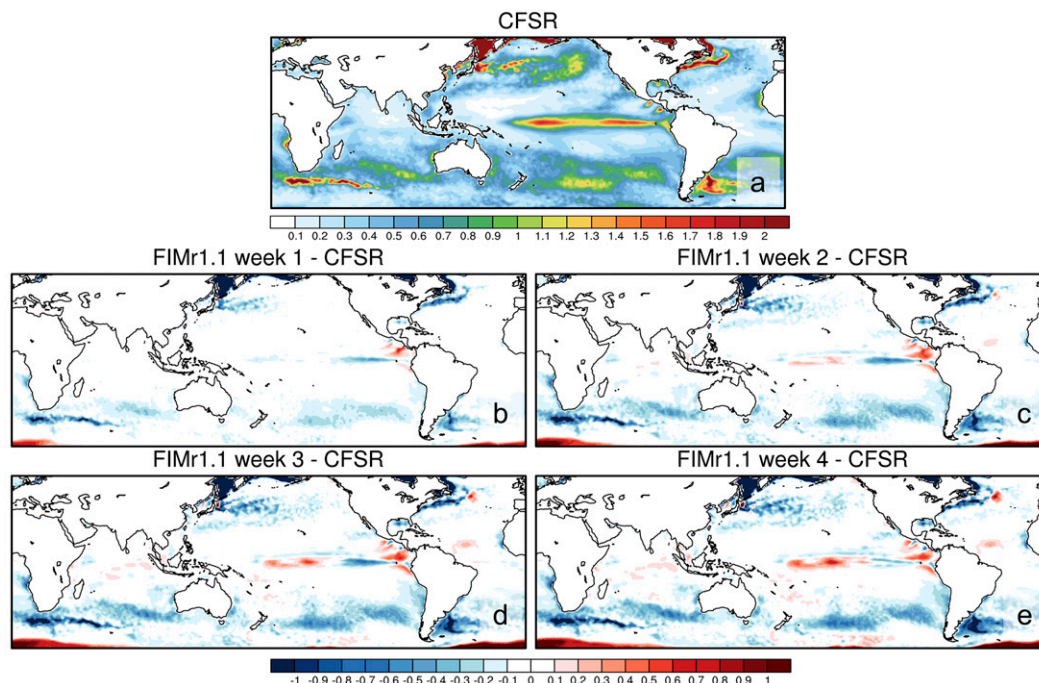 CFSR
a
0.1 0.2 0.3 0.4 0.5 0.6 0.7 0.8 0.9 1 1.1 1.2 1.3 1.4 1.5 1.6 1.7 1.8 1.9 2
FIMr1.1 week 1 - CFSR
FIMr1.1 week 2 - CFSR
b
c
FIMr1.1 week 3 - CFSR
FIMr1.1 week 4 - CFSR
d
e
-1 -0.9 -0.8 -0.7 -0.6 -0.5 -0.4 -0.3 -0.2 -0.1 0 0.1 0.2 0.3 0.4 0.5 0.6 0.7 0.8 0.9 1